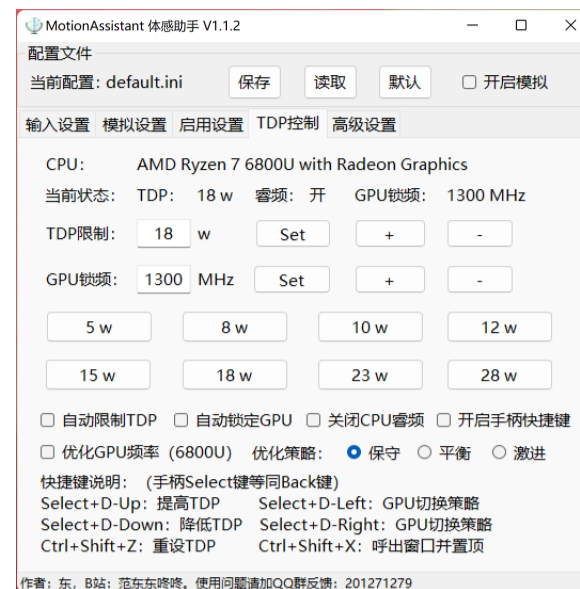 MotionAssistant 体感助手 V1.1.2
配置文件
当前配置: default.ini 保存 读取 默认 开启模拟
输入设置 模拟设置 启用设置 TDP控制 高级设置
CPU: AMD Ryzen 7 6800U with Radeon Graphics
当前状态: TDP: 18 w 睿频: 开 GPU锁频: 1300 MHz
TDP限制: 18 w Set + -
GPU锁频: 1300 MHz Set + -
5 w 8 w 10 w 12 w
15 w 18 w 23 w 28 w
自动限制TDP 自动锁定GPU 关闭CPU睿频 开启手柄快捷键
优化GPU频率（6800U） 优化策略: 保守 平衡 激进
快捷键说明: （手柄Select键等同Back键）
Select+D-Up: 提高TDP Select+D-Left: GPU切换策略
Select+D-Down: 降低TDP Select+D-Right: GPU切换策略
Ctrl+Shift+Z: 重设TDP Ctrl+Shift+X: 呼出窗口并置顶
作者: 东, B站: 范东东咚咚。使用问题请加QQ群反馈: 201271279